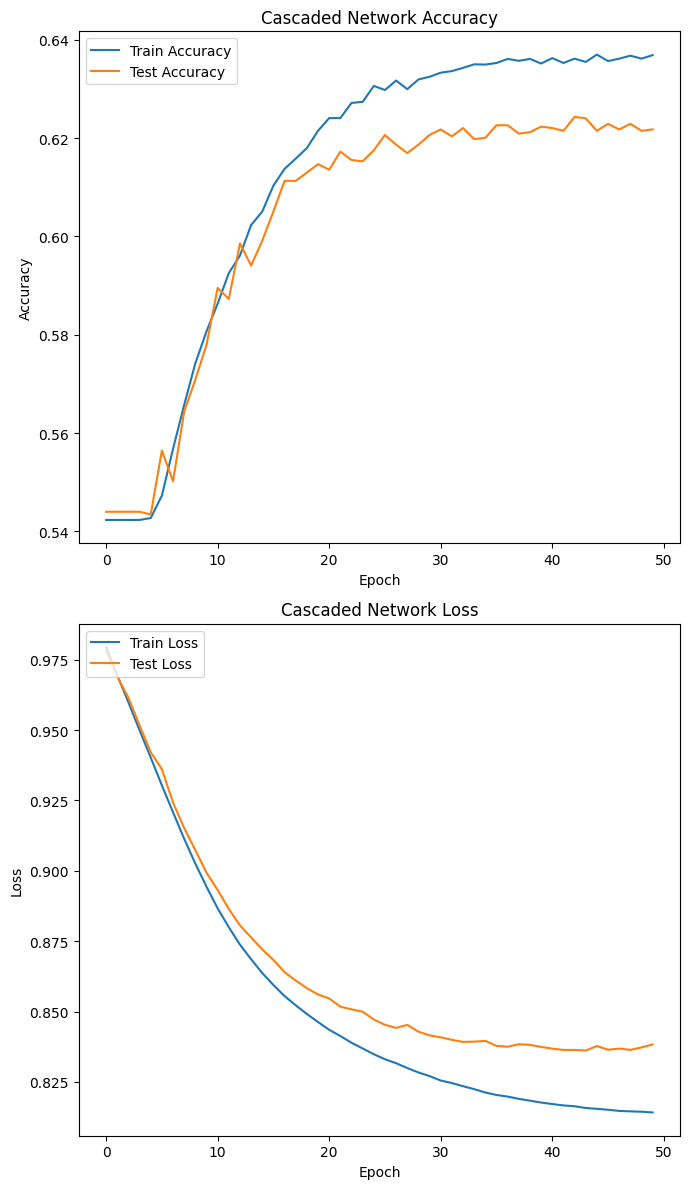 Cascaded Network Accuracy
Train Accuracy
Test Accuracy
0.64
0.62
0.60
0.58
0.56
0.54
Accuracy
0 10 20 30 40 50
Epoch
Cascaded Network Loss
Train Loss
Test Loss
0.975
0.950
0.925
0.900
0.875
0.850
0.825
Loss
0 10 20 30 40 50
Epoch